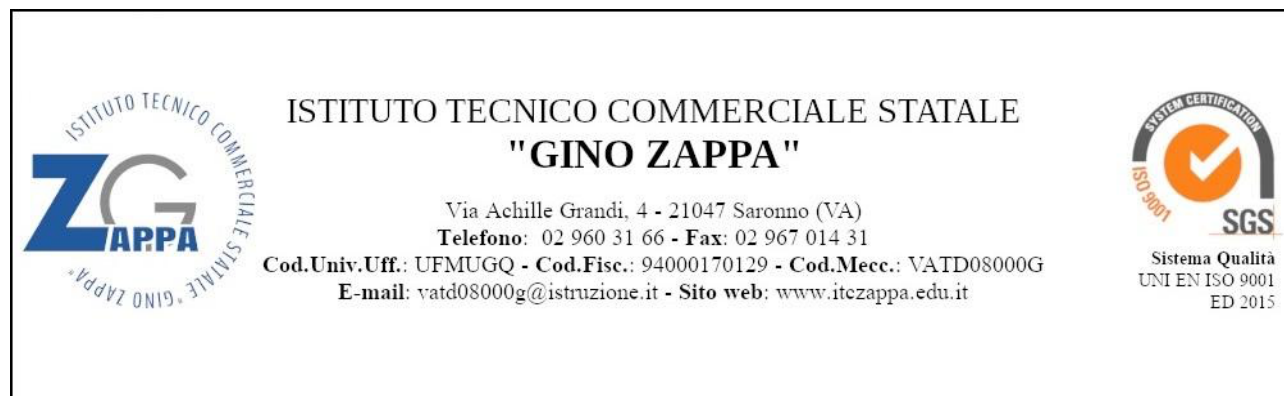 ISTITUTO TECNICO COMMERCIALE STATALE "GINO ZAPPA"
ZG
APPA
ISTITUTO TECNICO COMMERCIALE STATALE
"GINO ZAPPA"
Via Achille Grandi, 4 - 21047 Saronno (VA)
Telefono: 02 960 31 66 - Fax: 02 967 014 31
Cod.Univ.Uff.: UFMUGQ - Cod.Fisc.: 94000170129 - Cod.Mecc.: VATD08000G
E-mail: vatd08000g@istruzione.it - Sito web: www.itczappa.edu.it
SYSTEM CERTIFICATION
ISO 9001
SGS
Sistema Qualità
UNI EN ISO 9001
ED 2015